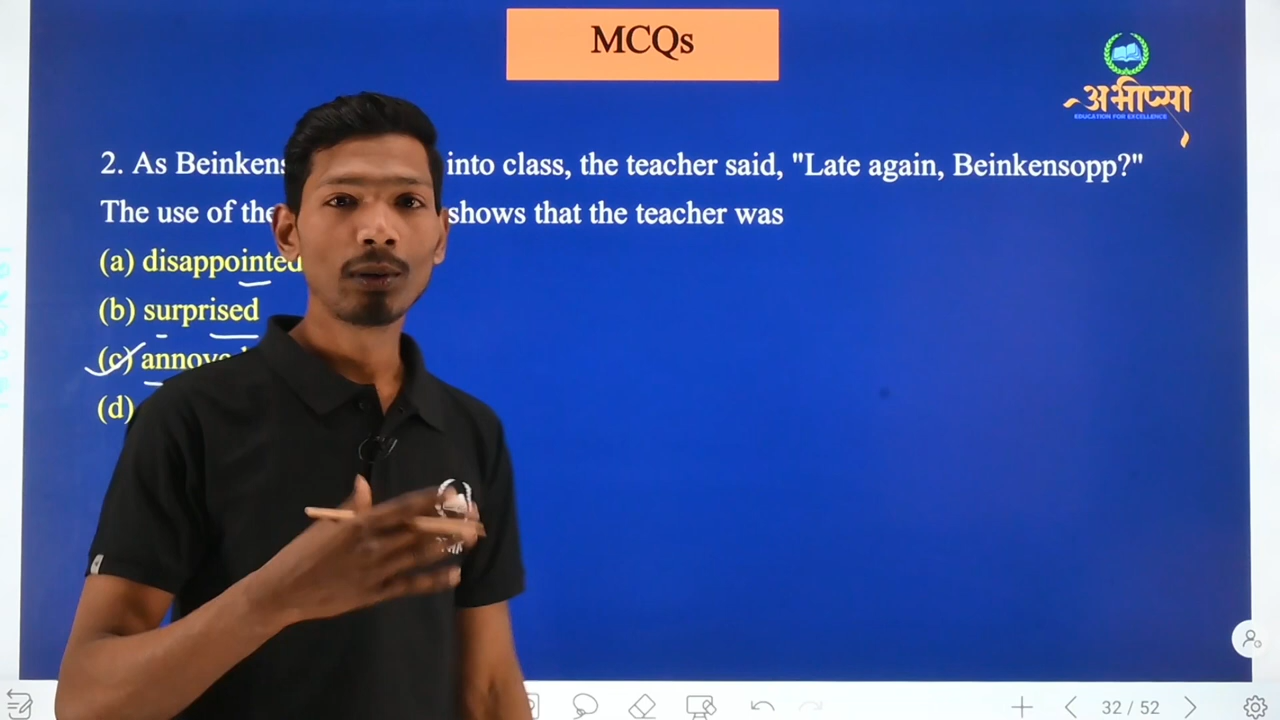 MCQs
अभीप्सा
EDUCATION FOR EXCELLENCE
2. As Beinkens into class, the teacher said, "Late again, Beinkensopp?"
The use of the shows that the teacher was
(a) disappointed
(b) surprised
(c) annoye
(d)
32 / 52